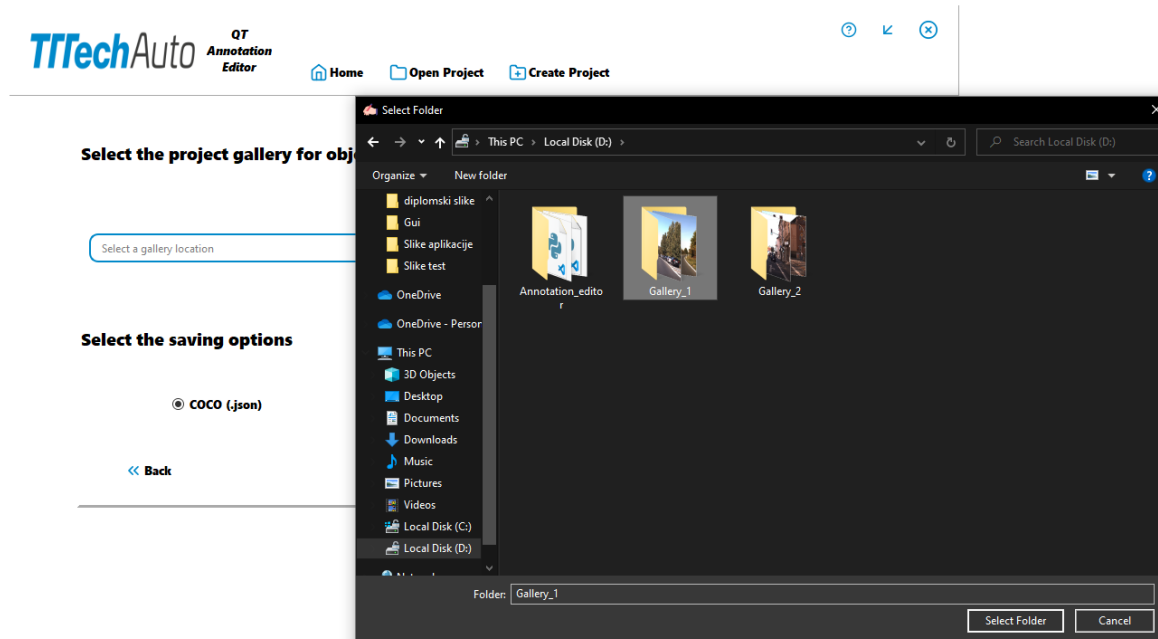 TTTechAuto
QT
Annotation
Editor
Home
Open Project
Create Project
Select Folder
This PC
Local Disk (D:)
Search Local Disk (D:)
Organize
New folder
Select the project gallery for obj
Select a gallery location
Select the saving options
COCO (.json)
Back
diplomski slike
Gui
Slike aplikacije
Slike test
OneDrive
OneDrive - Person
This PC
3D Objects
Desktop
Documents
Downloads
Music
Pictures
Videos
Local Disk (C:)
Local Disk (D:)
Annotation_edito
r
Gallery_1
Gallery_2
Folder:
Gallery_1
Select Folder
Cancel